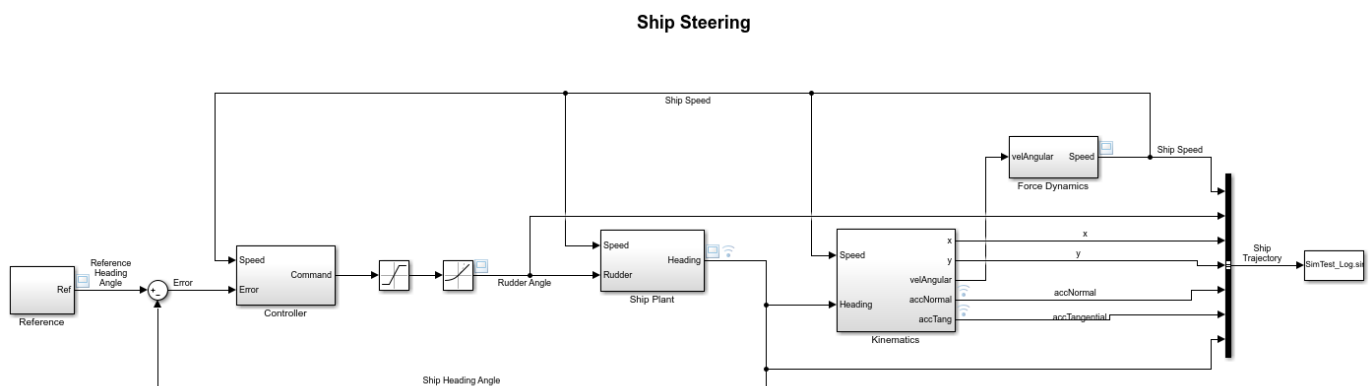 Ship Steering
Ship Speed
velAngular
Speed
Ship Speed
Force Dynamics
Reference
Heading
Angle
Ref
Reference
+
−
Error
Speed
Error
Command
Controller
Rudder Angle
Speed
Rudder
Heading
Ship Plant
Speed
Heading
x
y
velAngular
accNormal
accTang
Kinematics
x
y
accNormal
accTangential
Ship
Trajectory
SimTest_Log.sim
Ship Heading Angle